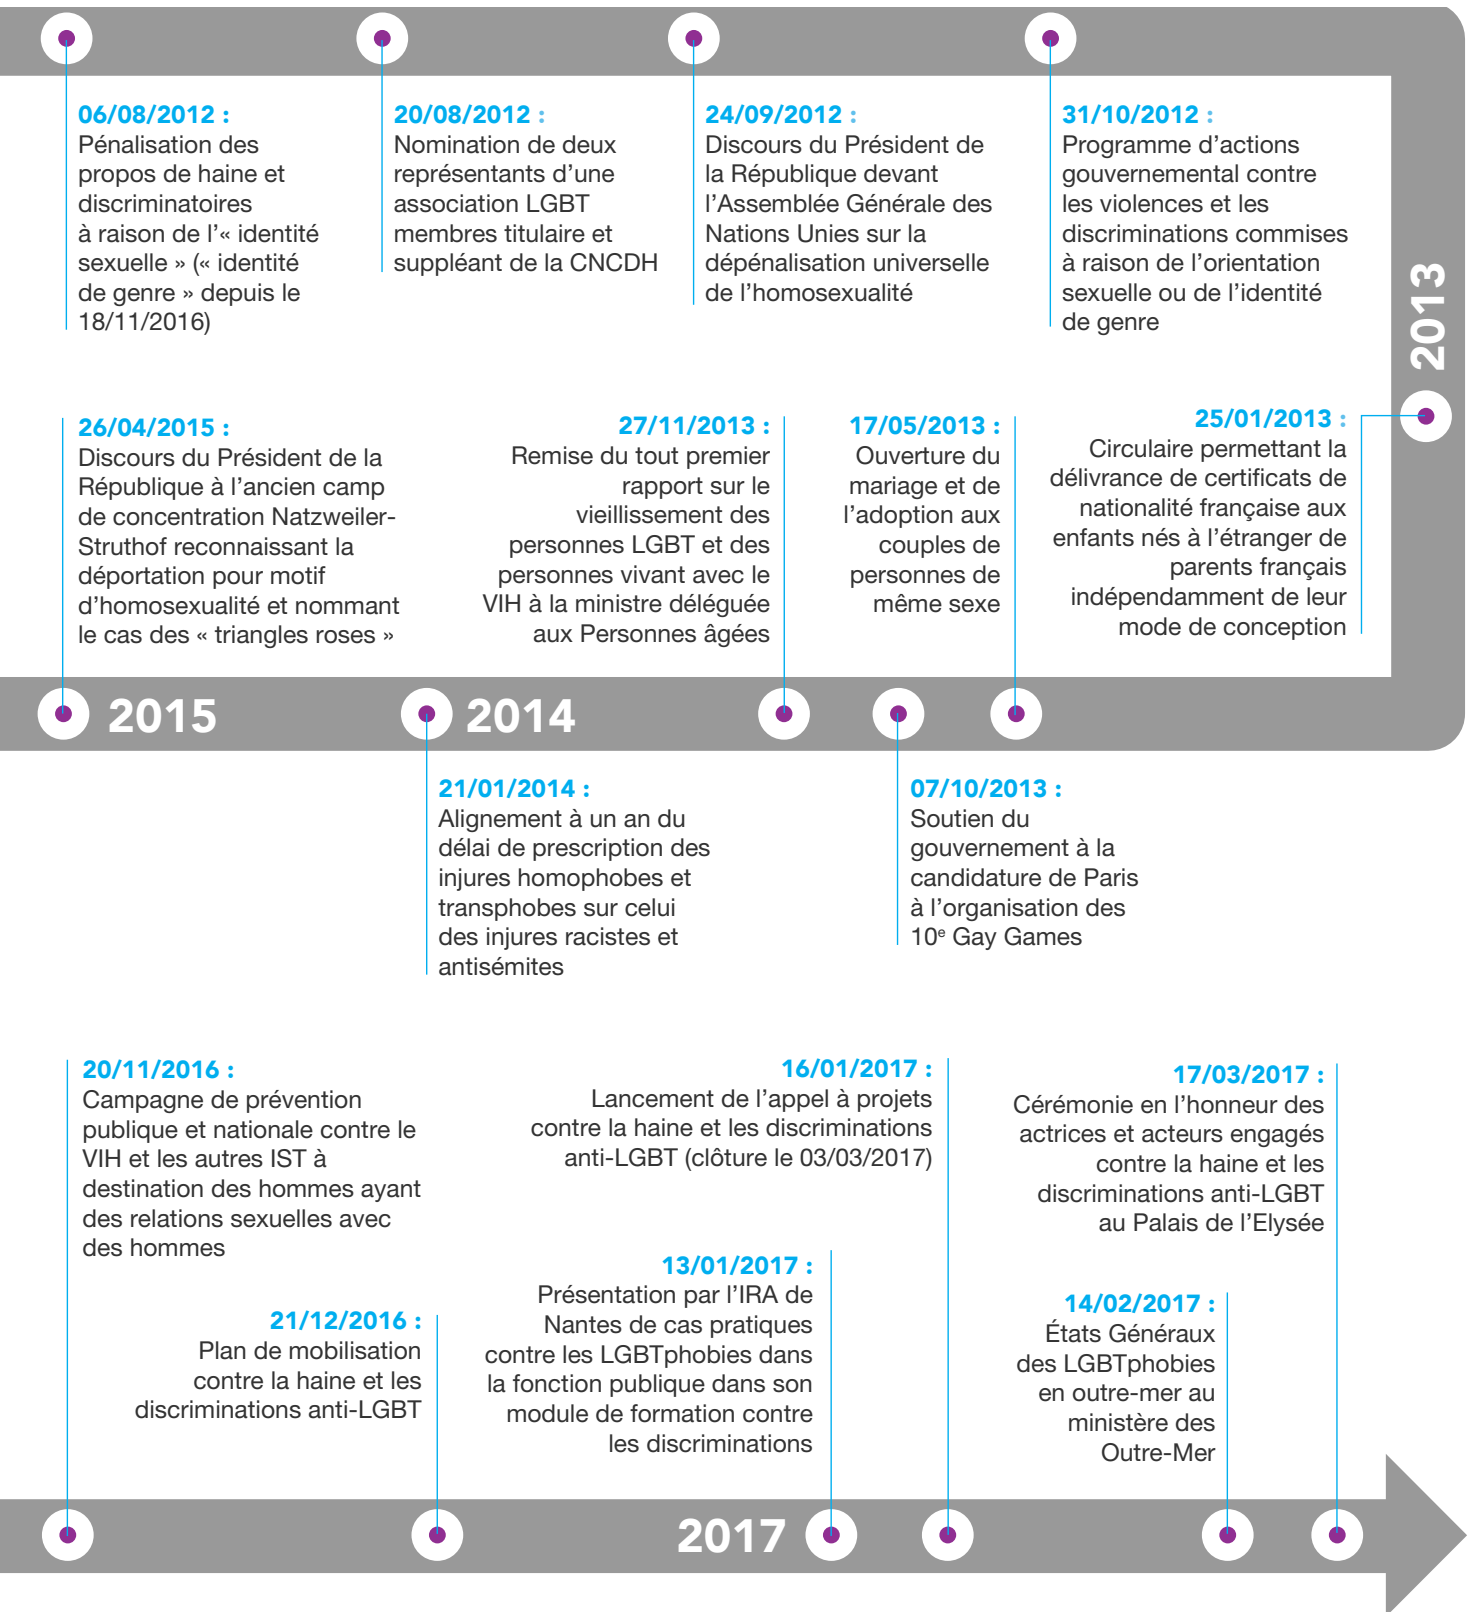 06/08/2012 :
Pénalisation des
propos de haine et
discriminatoires
à raison de l'« identité
sexuelle » (« identité
de genre » depuis le
18/11/2016)
20/08/2012 :
Nomination de deux
représentants d'une
association LGBT
membres titulaire et
suppléant de la CNCDH
24/09/2012 :
Discours du Président de
la République devant
l'Assemblée Générale des
Nations Unies sur la
dépénalisation universelle
de l'homosexualité
31/10/2012 :
Programme d'actions
gouvernemental contre
les violences et les
discriminations commises
à raison de l'orientation
sexuelle ou de l'identité
de genre
2013
25/01/2013 :
Circulaire permettant la
délivrance de certificats de
nationalité française aux
enfants nés à l'étranger de
parents français
indépendamment de leur
mode de conception
17/05/2013 :
Ouverture du
mariage et de
l'adoption aux
couples de
personnes de
même sexe
07/10/2013 :
Soutien du
gouvernement à la
candidature de Paris
à l'organisation des
10e Gay Games
27/11/2013 :
Remise du tout premier
rapport sur le
vieillissement des
personnes LGBT et des
personnes vivant avec le
VIH à la ministre déléguée
aux Personnes âgées
2014
21/01/2014 :
Alignement à un an du
délai de prescription des
injures homophobes et
transphobes sur celui
des injures racistes et
antisémites
2015
26/04/2015 :
Discours du Président de la
République à l'ancien camp
de concentration Natzweiler-
Struthof reconnaissant la
déportation pour motif
d'homosexualité et nommant
le cas des « triangles roses »
20/11/2016 :
Campagne de prévention
publique et nationale contre le
VIH et les autres IST à
destination des hommes ayant
des relations sexuelles avec
des hommes
21/12/2016 :
Plan de mobilisation
contre la haine et les
discriminations anti-LGBT
2017
13/01/2017 :
Présentation par l'IRA de
Nantes de cas pratiques
contre les LGBTphobies dans
la fonction publique dans son
module de formation contre
les discriminations
16/01/2017 :
Lancement de l'appel à projets
contre la haine et les discriminations
anti-LGBT (clôture le 03/03/2017)
14/02/2017 :
États Généraux
des LGBTphobies
en outre-mer au
ministère des
Outre-Mer
17/03/2017 :
Cérémonie en l'honneur des
actrices et acteurs engagés
contre la haine et les
discriminations anti-LGBT
au Palais de l'Elysée